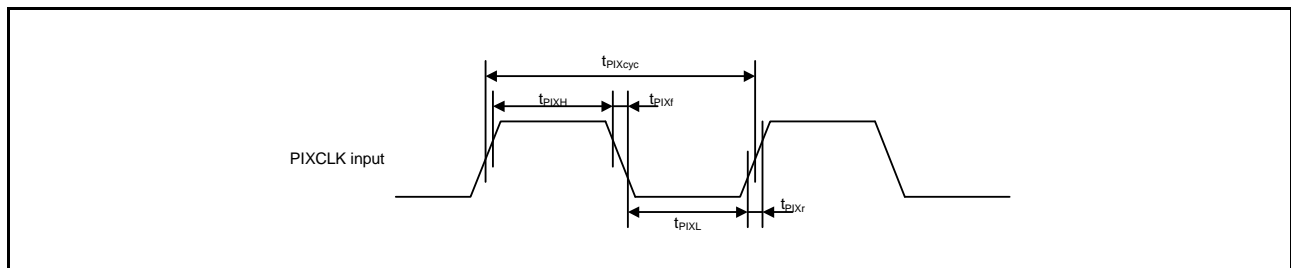 tPIXcyc
tPIXH
tPIXf
PIXCLK input
tPIXL
tPIXr